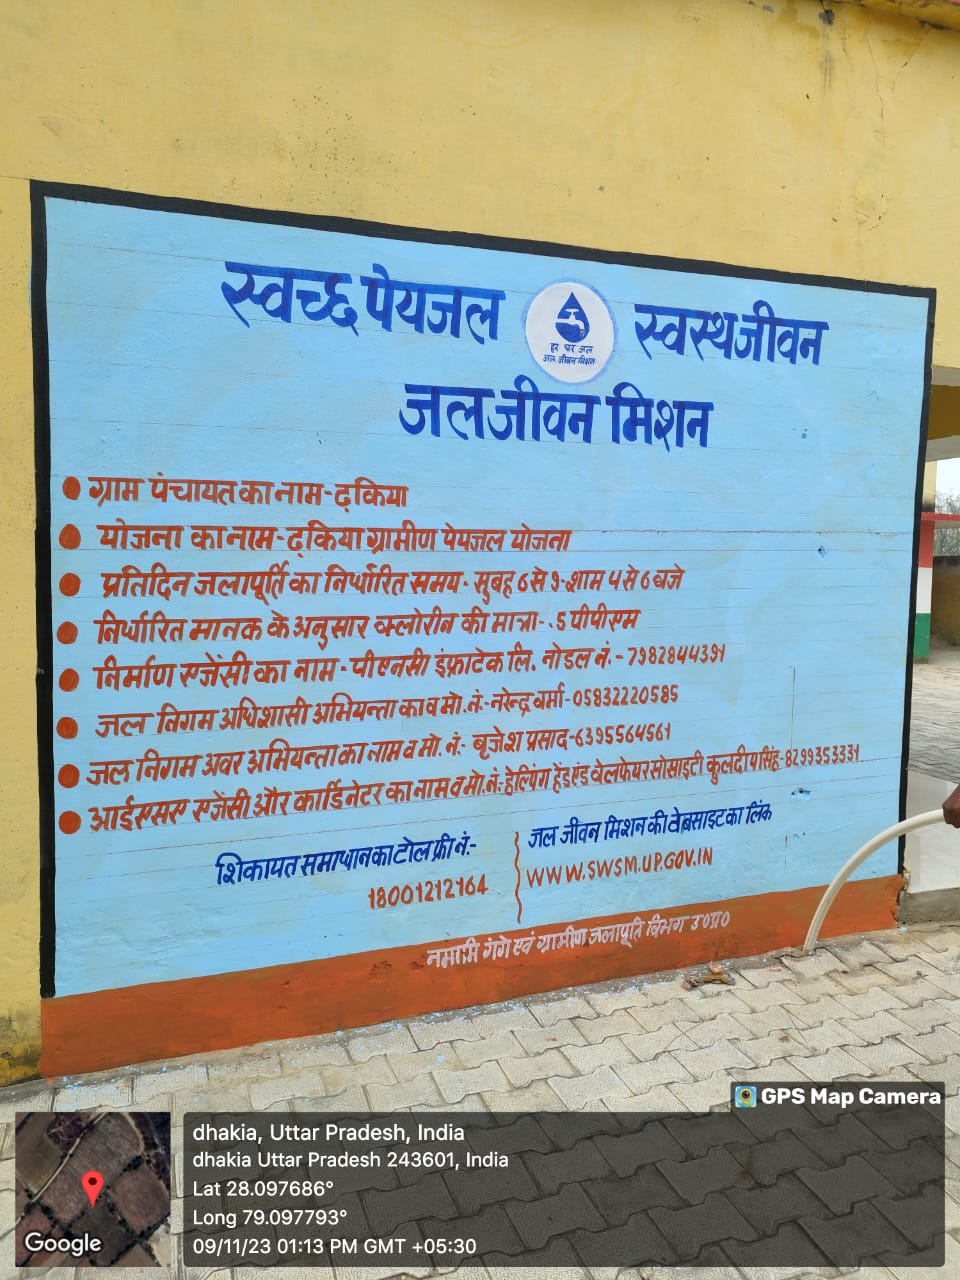 स्वच्छ पेयजल
स्वस्थ जीवन
हर घर जल
जल जीवन मिशन
जल जीवन मिशन
ग्राम पंचायत का नाम - ढकिया
योजना का नाम - ढकिया ग्रामीण पेयजल योजना
प्रतिदिन जलापूर्ति का निर्धारित समय - सुबह 6 से 9 - शाम 4 से 6 बजे
निर्धारित मानक के अनुसार क्लोरीन की मात्रा - .5 पीपीएम
निर्माण एजेंसी का नाम - पीएनसी इंफ्राटेक लि. नोडल नं. - 7982844391
जल निगम अधिशासी अभियन्ता का व मो.नं.- नरेन्द्र वर्मा - 05832220585
जल निगम अवर अभियन्ता का नाम व मो. नं.- बृजेश प्रसाद - 6395564561
आईएसए एजेंसी और कार्डिनेटर का नाम व मो.नं.- हेल्पिंग हेंड एंड वेलफेयर सोसाइटी कुलदीप सिंह - 8299353331
शिकायत समाधान का टोल फ्री नं.-
18001212164
जल जीवन मिशन की वेबसाइट का लिंक
WWW.SWSM.UP.GOV.IN
नमामि गंगे एवं ग्रामीण जलापूर्ति विभग उ०प्र०
GPS Map Camera
dhakia, Uttar Pradesh, India
dhakia Uttar Pradesh 243601, India
Lat 28.097686°
Long 79.097793°
09/11/23 01:13 PM GMT +05:30
Google